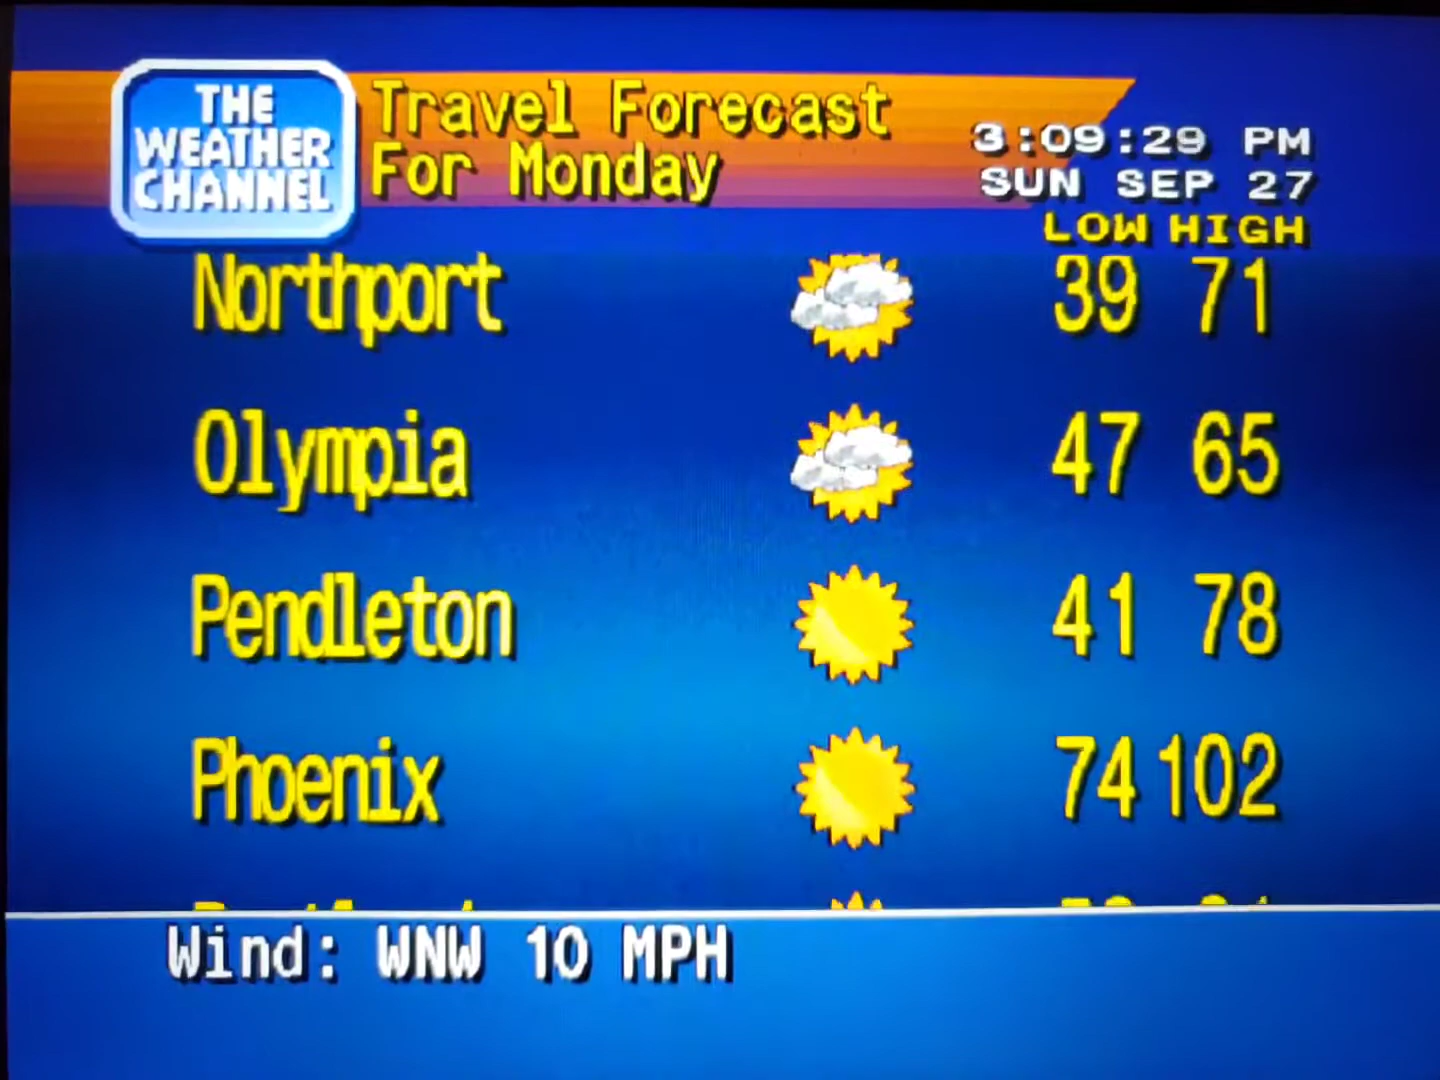 THE
WEATHER
CHANNEL
Travel Forecast
For Monday
3:09:29 PM
SUN SEP 27
LOW HIGH
Northport 39 71
Olympia 47 65
Pendleton 41 78
Phoenix 74 102
Wind: WNW 10 MPH